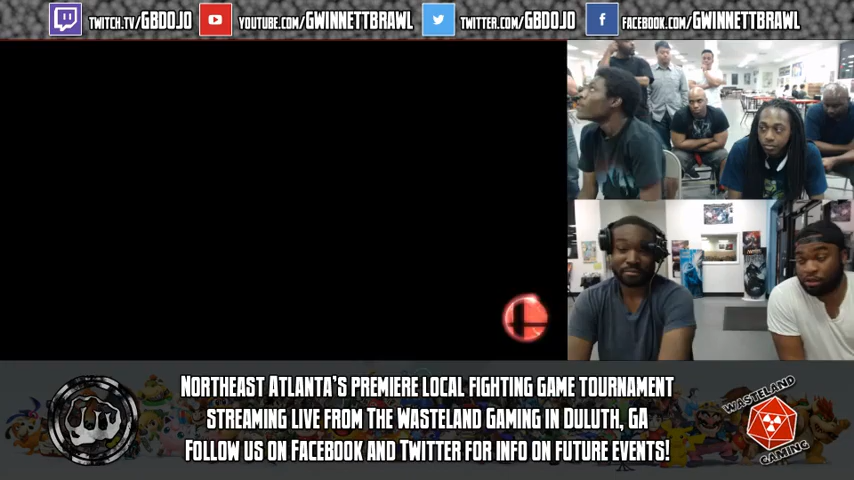 TWITCH.TV/GBDOJO YOUTUBE.COM/GWINNETTBRAWL TWITTER.COM/GBDOJO FACEBOOK.COM/GWINNETTBRAWL
NORTHEAST ATLANTA'S PREMIERE LOCAL FIGHTING GAME TOURNAMENT
STREAMING LIVE FROM THE WASTELAND GAMING IN DULUTH, GA
FOLLOW US ON FACEBOOK AND TWITTER FOR INFO ON FUTURE EVENTS!
WASTELAND
GAMING